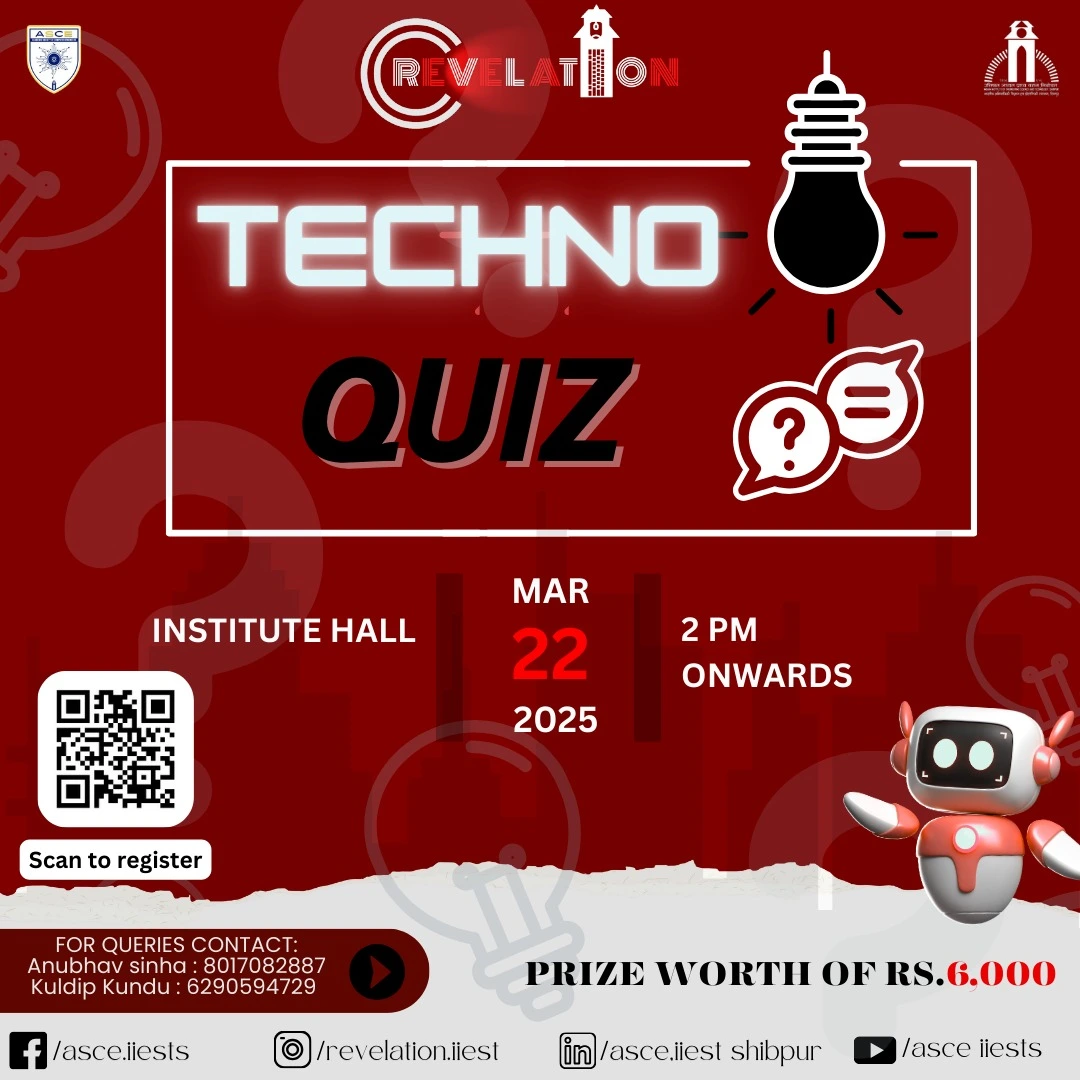 ASCE
REVELATION
TECHNO
QUIZ
INSTITUTE HALL
MAR
22
2025
2 PM
ONWARDS
Scan to register
FOR QUERIES CONTACT:
Anubhav sinha : 8017082887
Kuldip Kundu : 6290594729
PRIZE WORTH OF RS.6,000
/asce.iiests
/revelation.iiest
/asce.iiest shibpur
/asce iiests